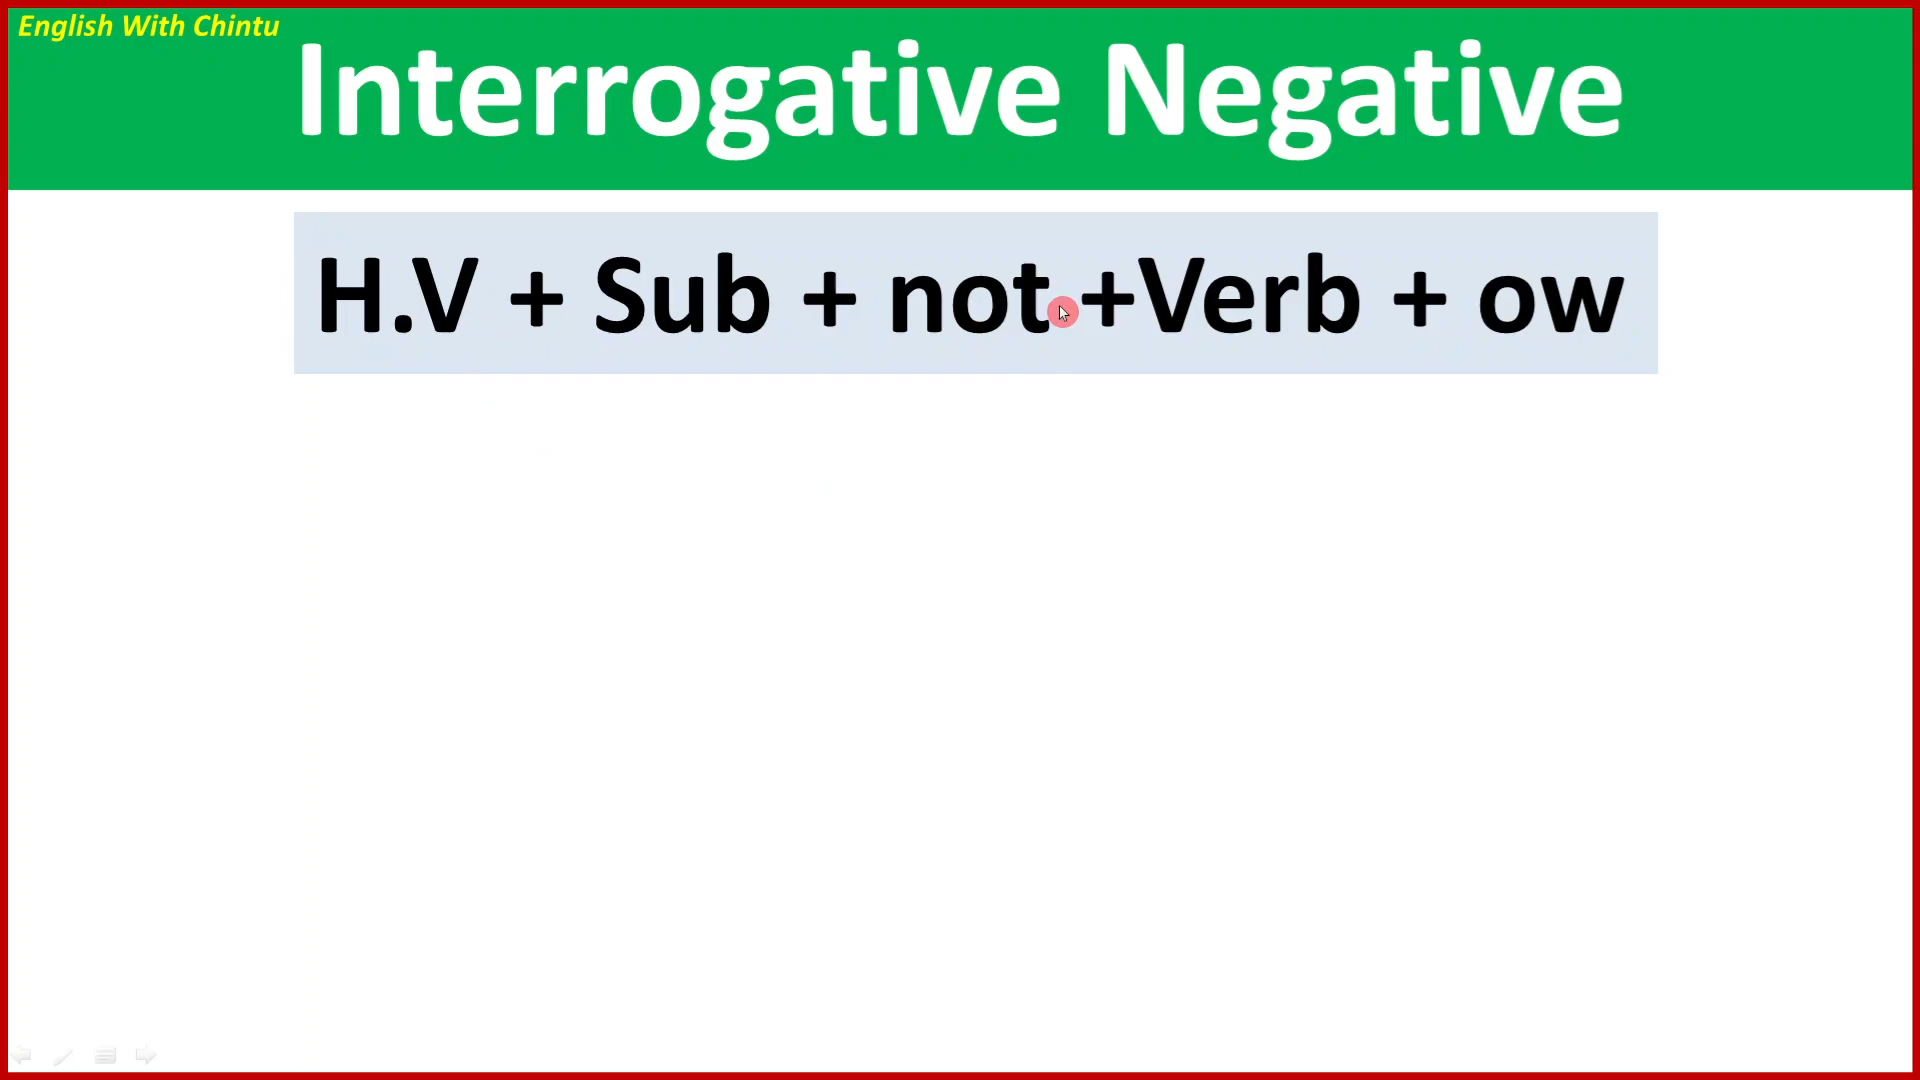 English With Chintu
Interrogative Negative
H.V + Sub + not +Verb + ow